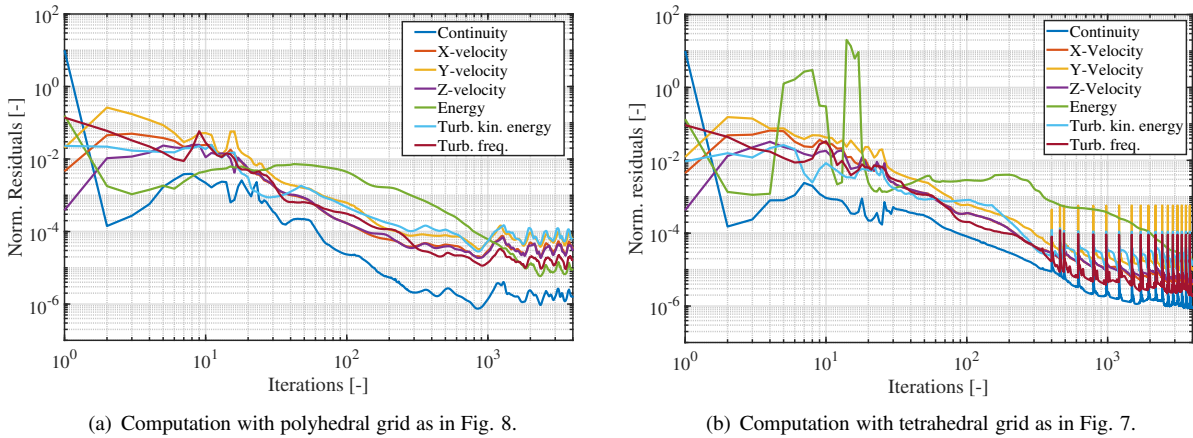 10^2
10^0
10^-2
10^-4
10^-6
Norm. Residuals [-]
10^0
10^1
10^2
10^3
Iterations [-]
Continuity
X-velocity
Y-velocity
Z-velocity
Energy
Turb. kin. energy
Turb. freq.
(a) Computation with polyhedral grid as in Fig. 8.
10^2
10^0
10^-2
10^-4
10^-6
Norm. residuals [-]
10^0
10^1
10^2
10^3
Iterations [-]
Continuity
X-Velocity
Y-Velocity
Z-Velocity
Energy
Turb. kin. energy
Turb. freq.
(b) Computation with tetrahedral grid as in Fig. 7.